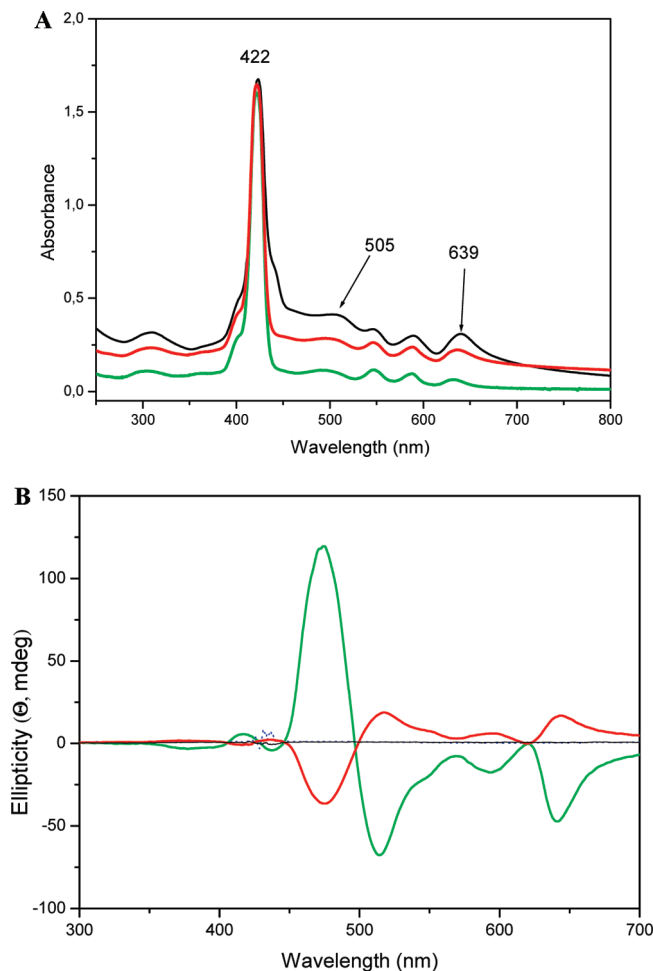 A
2,0
1,5
1,0
0,5
0,0
422
505
639
Absorbance
300 400 500 600 700 800
Wavelength (nm)
B
150
100
50
0
-50
-100
Ellipticity (Θ, mdeg)
300 400 500 600 700
Wavelength (nm)